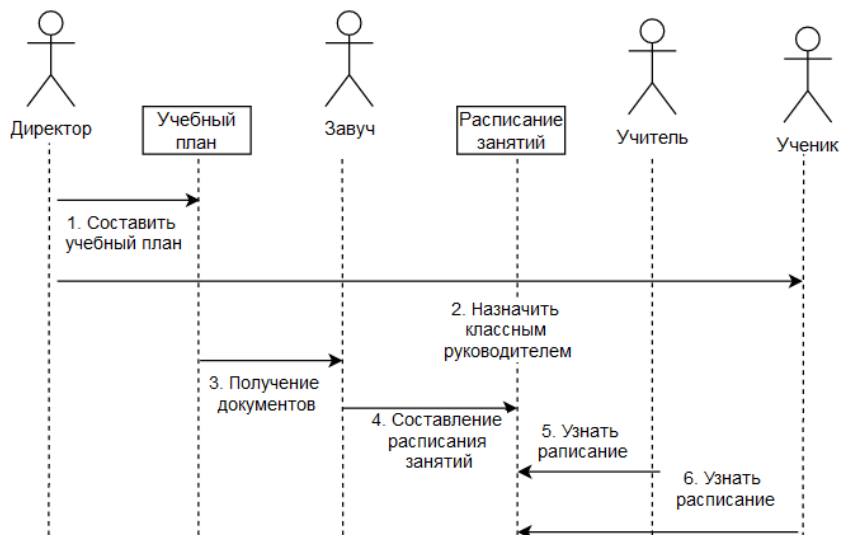 Директор
Учебный
план
Завуч
Расписание
занятий
Учитель
Ученик
1. Составить
учебный план
2. Назначить
классным
руководителем
3. Получение
документов
4. Составление
расписания
занятий
5. Узнать
раписание
6. Узнать
расписание